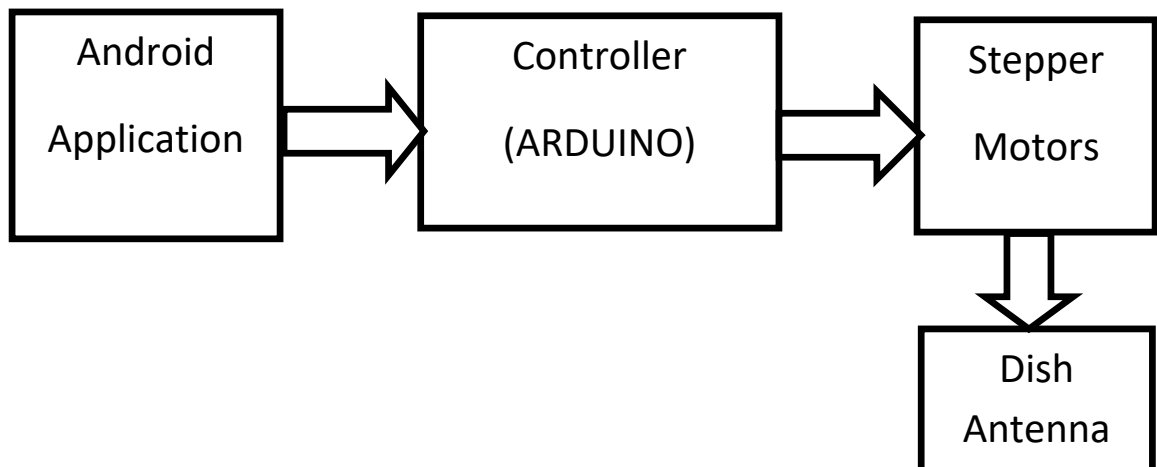 Android
Application
Controller
(ARDUINO)
Stepper
Motors
Dish
Antenna